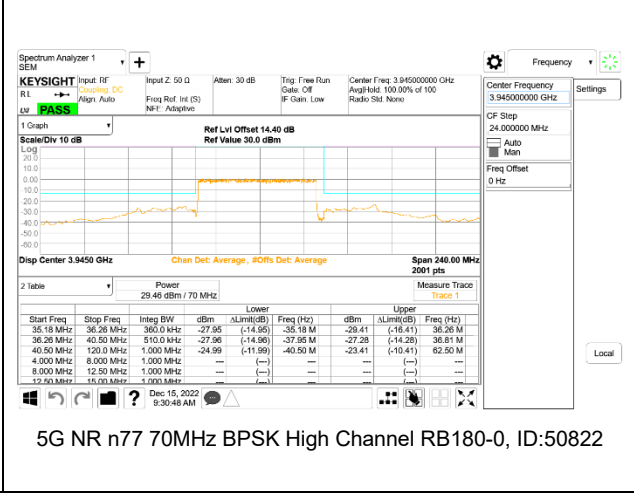 Spectrum Analyzer 1
SEM
Frequency
KEYSIGHT Input: RF Input Z: 50 Ω Atten: 30 dB Trig: Free Run Center Freq: 3.945000000 GHz
RL Coupling: DC Gate: Off Avg|Hold: 100.00% of 100
Align: Auto Freq Ref: Int (S) IF Gain: Low Radio Std: None
PASS NFE: Adaptive
Center Frequency
3.945000000 GHz
Settings
CF Step
24.000000 MHz
Auto
Man
Freq Offset
0 Hz
Local
1 Graph
Ref Lvl Offset 14.40 dB
Scale/Div 10 dB Ref Value 30.0 dBm
Log
20.0
10.0
0.00
-10.0
-20.0
-30.0
-40.0
-50.0
-60.0
Disp Center 3.9450 GHz Chan Det: Average, #Offs Det: Average Span 240.00 MHz
2001 pts
2 Table
Power
29.46 dBm / 70 MHz
Measure Trace
Trace 1
Lower Upper
Start Freq Stop Freq Integ BW dBm ΔLimit(dB) Freq (Hz) dBm ΔLimit(dB) Freq (Hz)
35.18 MHz 36.26 MHz 360.0 kHz -27.95 (-14.95) -35.18 M -29.41 (-16.41) 36.26 M
36.26 MHz 40.50 MHz 510.0 kHz -27.96 (-14.96) -37.95 M -27.28 (-14.28) 36.81 M
40.50 MHz 120.0 MHz 1.000 MHz -24.99 (-11.99) -40.50 M -23.41 (-10.41) 62.50 M
4.000 MHz 8.000 MHz 1.000 MHz --- (---) --- (---)
8.000 MHz 12.50 MHz 1.000 MHz --- (---) --- (---)
12.50 MHz 15.00 MHz 1.000 MHz --- (---) --- (---)
? Dec 15, 2022
9:30:48 AM
5G NR n77 70MHz BPSK High Channel RB180-0, ID:50822